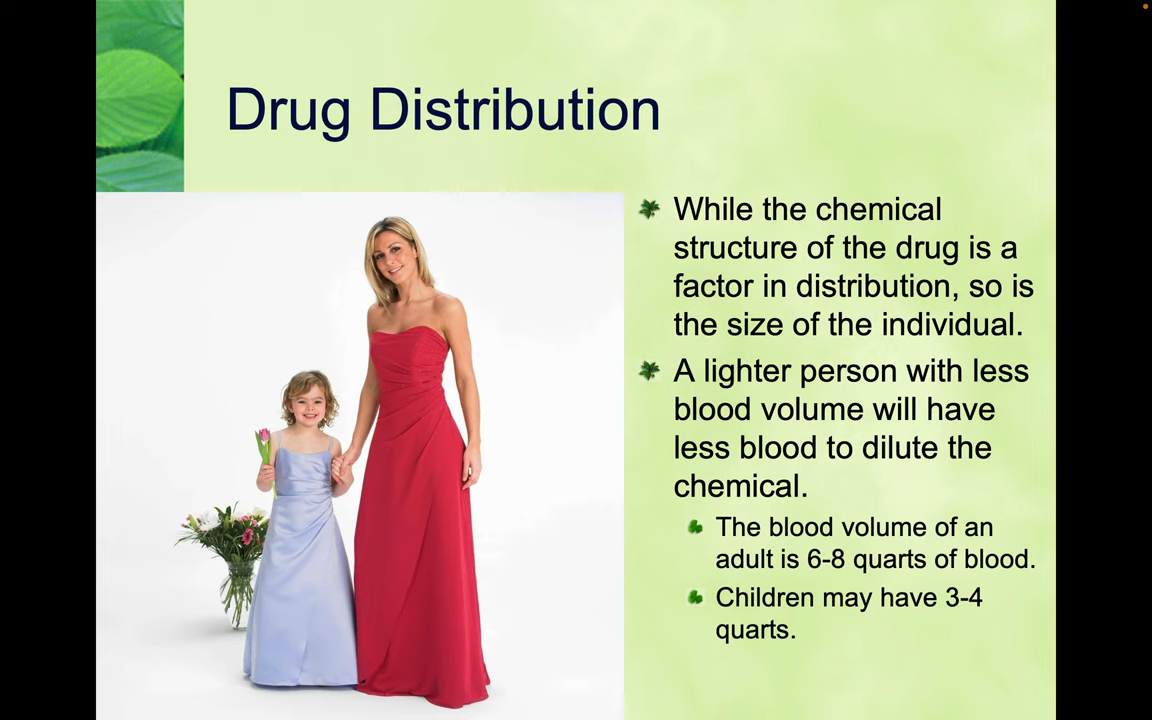 Drug Distribution
While the chemical
structure of the drug is a
factor in distribution, so is
the size of the individual.
A lighter person with less
blood volume will have
less blood to dilute the
chemical.
The blood volume of an
adult is 6-8 quarts of blood.
Children may have 3-4
quarts.